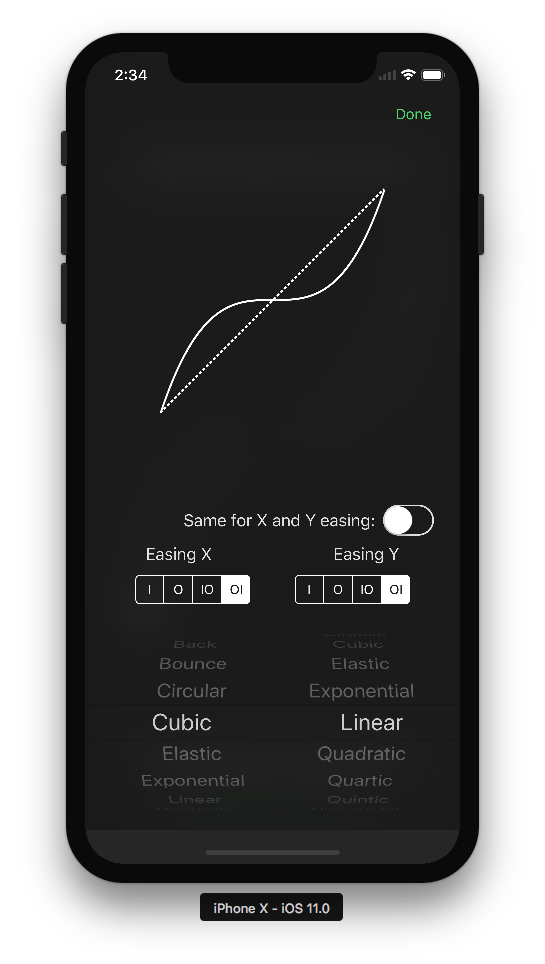 2:34
Done
Same for X and Y easing:
Easing X Easing Y
I O IO OI I O IO OI
Back Cubic
Bounce Elastic
Circular Exponential
Cubic Linear
Elastic Quadratic
Exponential Quartic
Linear Quintic
iPhone X - iOS 11.0